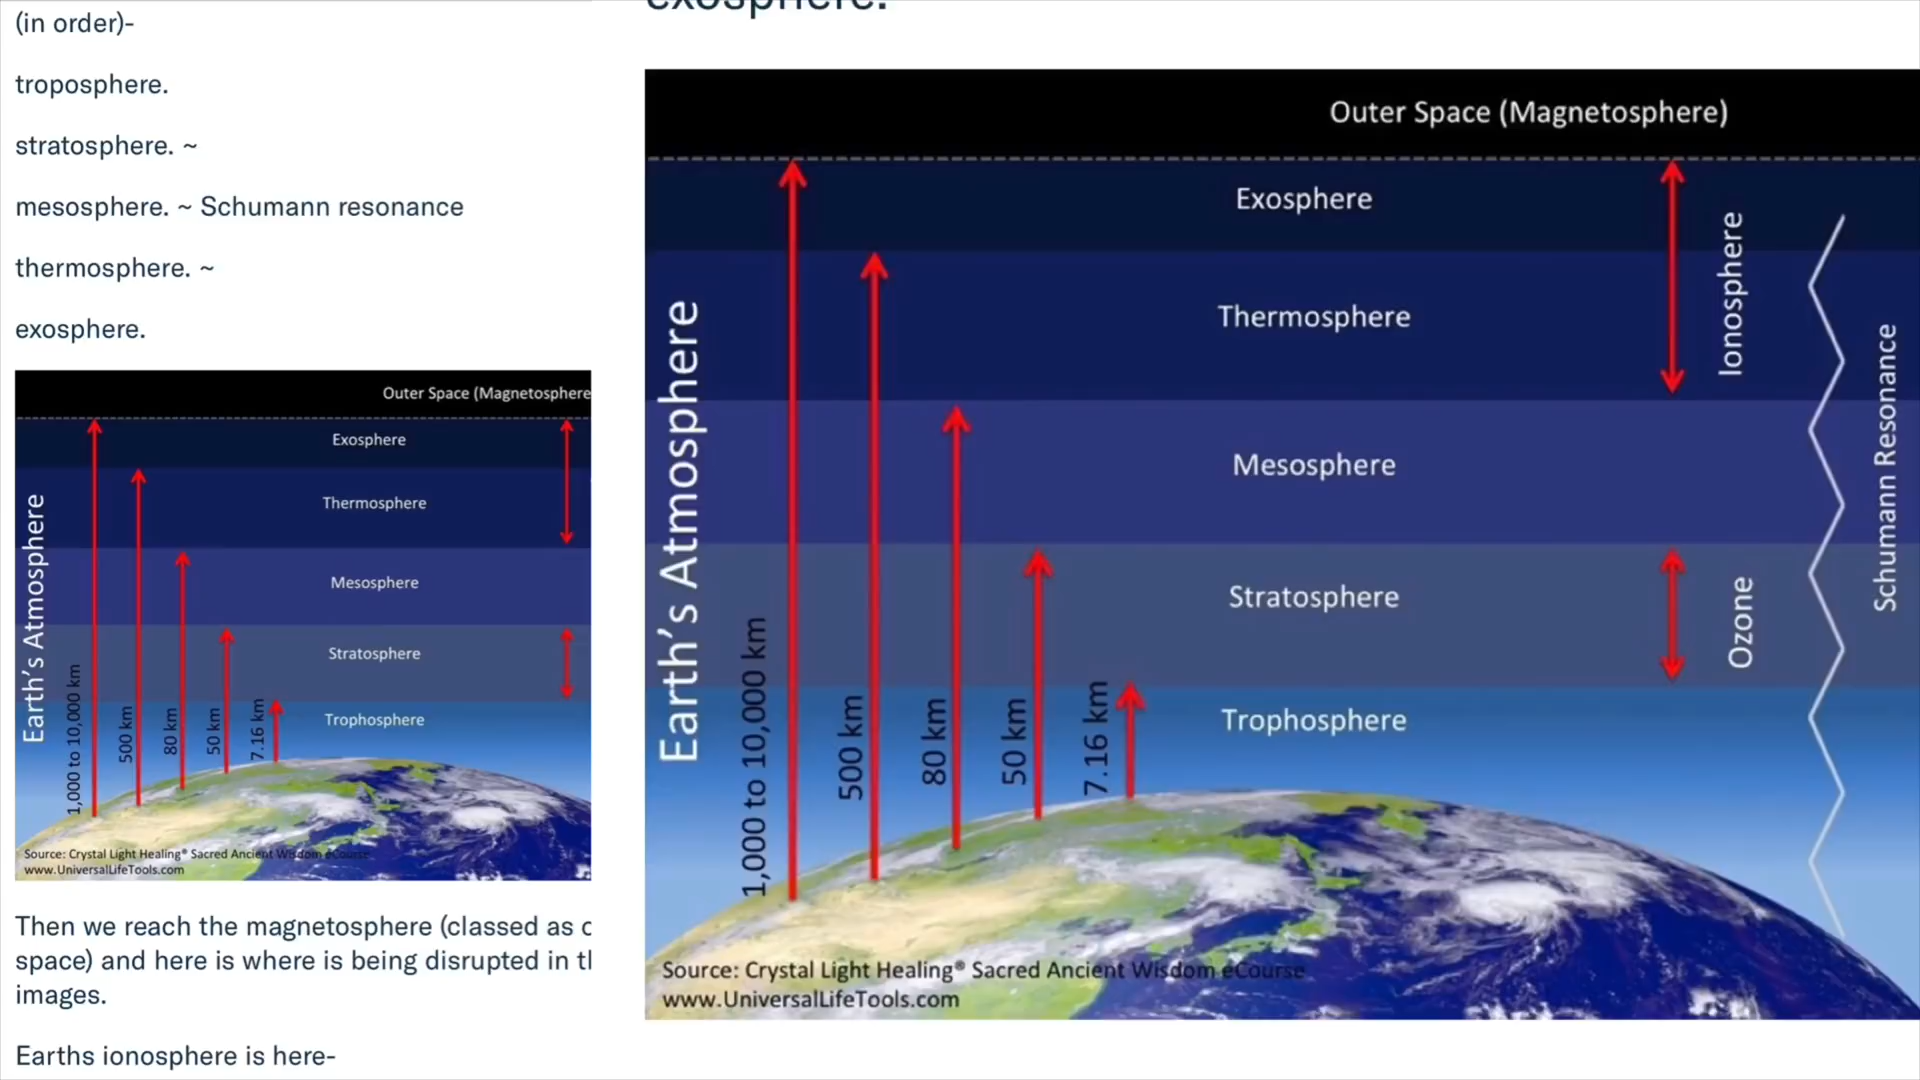 (in order)-
troposphere.
stratosphere. ~
mesosphere. ~ Schumann resonance
thermosphere. ~
exosphere.
Outer Space (Magnetosphere
Exosphere
Thermosphere
Mesosphere
Stratosphere
Trophosphere
Earth's Atmosphere
1,000 to 10,000 km
500 km
80 km
50 km
7.16 km
Source: Crystal Light Healing® Sacred Ancient Wisdom eCourse
www.UniversalLifeTools.com
Then we reach the magnetosphere (classed as
space) and here is where is being disrupted in
images.
Earths ionosphere is here-
exosphere.
Outer Space (Magnetosphere)
Exosphere
Thermosphere
Mesosphere
Stratosphere
Trophosphere
Earth's Atmosphere
1,000 to 10,000 km
500 km
80 km
50 km
7.16 km
Ionosphere
Ozone
Schumann Resonance
Source: Crystal Light Healing® Sacred Ancient Wisdom eCourse
www.UniversalLifeTools.com